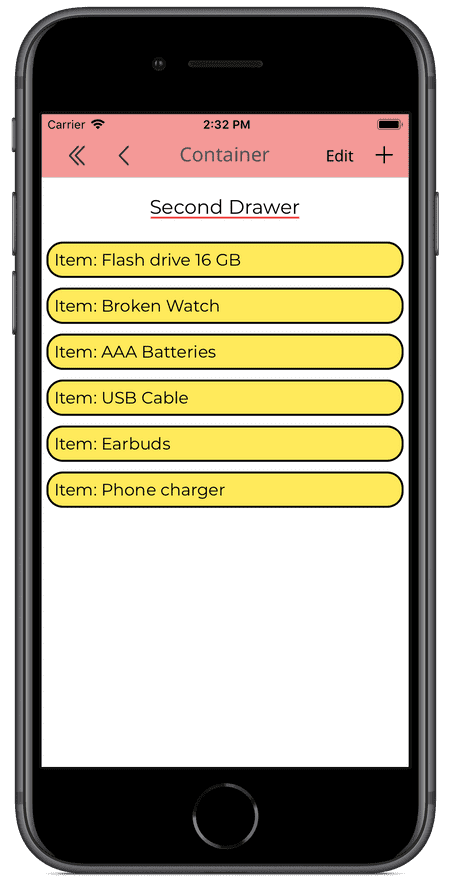 Carrier 2:32 PM
Container Edit
Second Drawer
Item: Flash drive 16 GB
Item: Broken Watch
Item: AAA Batteries
Item: USB Cable
Item: Earbuds
Item: Phone charger